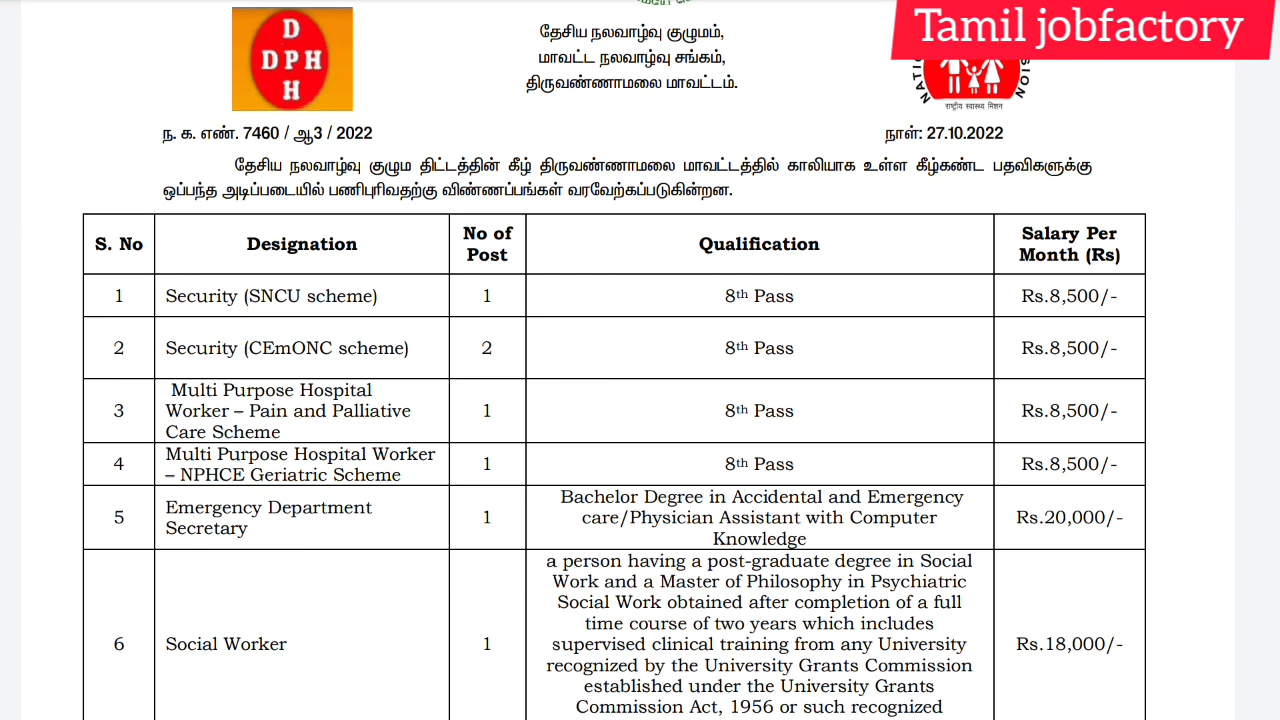 Tamil jobfactory
D
DPH
H
தேசிய நலவாழ்வு குழுமம்,
மாவட்ட நலவாழ்வு சங்கம்,
திருவண்ணாமலை மாவட்டம்.
राष्ट्रीय स्वास्थ्य मिशन
ந. க. எண். 7460 / ஆ3 / 2022
நாள்: 27.10.2022
தேசிய நலவாழ்வு குழும திட்டத்தின் கீழ் திருவண்ணாமலை மாவட்டத்தில் காலியாக உள்ள கீழ்கண்ட பதவிகளுக்கு
ஒப்பந்த அடிப்படையில் பணிபுரிவதற்கு விண்ணப்பங்கள் வரவேற்கப்படுகின்றன.
S. No
Designation
No of
Post
Qualification
Salary Per
Month (Rs)
1
Security (SNCU scheme)
1
8th Pass
Rs.8,500/-
2
Security (CEmONC scheme)
2
8th Pass
Rs.8,500/-
3
Multi Purpose Hospital
Worker – Pain and Palliative
Care Scheme
1
8th Pass
Rs.8,500/-
4
Multi Purpose Hospital Worker
– NPHCE Geriatric Scheme
1
8th Pass
Rs.8,500/-
5
Emergency Department
Secretary
1
Bachelor Degree in Accidental and Emergency
care/Physician Assistant with Computer
Knowledge
Rs.20,000/-
6
Social Worker
1
a person having a post-graduate degree in Social
Work and a Master of Philosophy in Psychiatric
Social Work obtained after completion of a full
time course of two years which includes
supervised clinical training from any University
recognized by the University Grants Commission
established under the University Grants
Commission Act, 1956 or such recognized
Rs.18,000/-